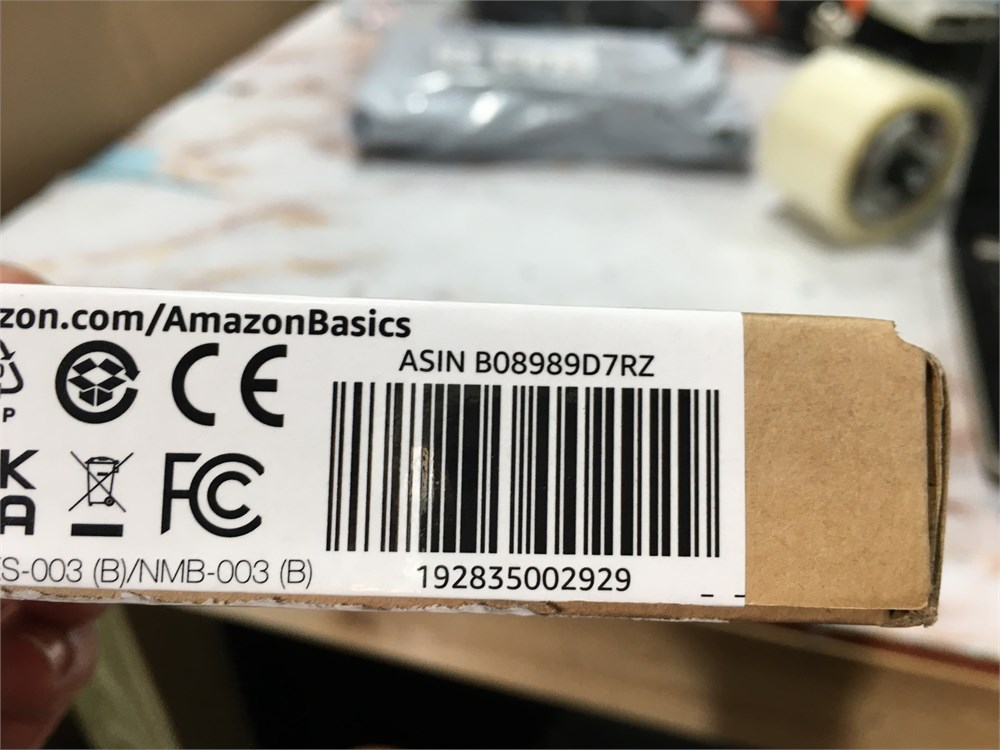 zon.com/AmazonBasics
ASIN B08989D7RZ
P
CE
K
A
FC
S-003 (B)/NMB-003 (B)
192835002929